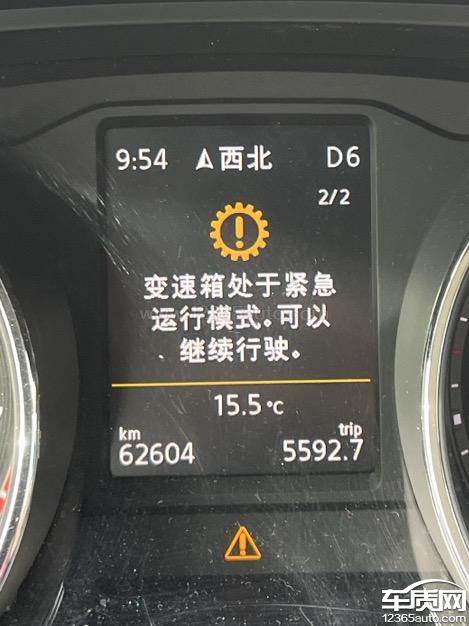 9:54 西北 D6
2/2
变速箱处于紧急
运行模式。可以
继续行驶。
15.5°C
km trip
62604 5592.7
车质网
12365auto.com